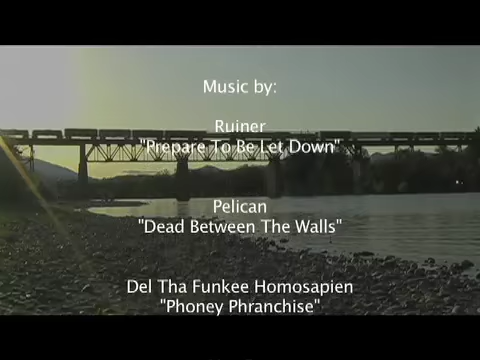 Music by:
Ruiner
"Prepare To Be Let Down"
Pelican
"Dead Between The Walls"
Del Tha Funkee Homosapien
"Phoney Phranchise"